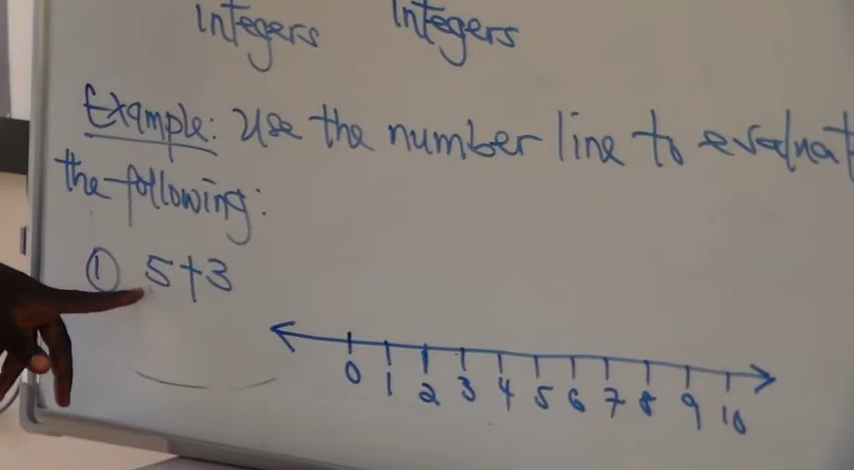 Integers Integers
Example: Use the number line to evaluat
the following:
① 5+3
0 1 2 3 4 5 6 7 8 9 10